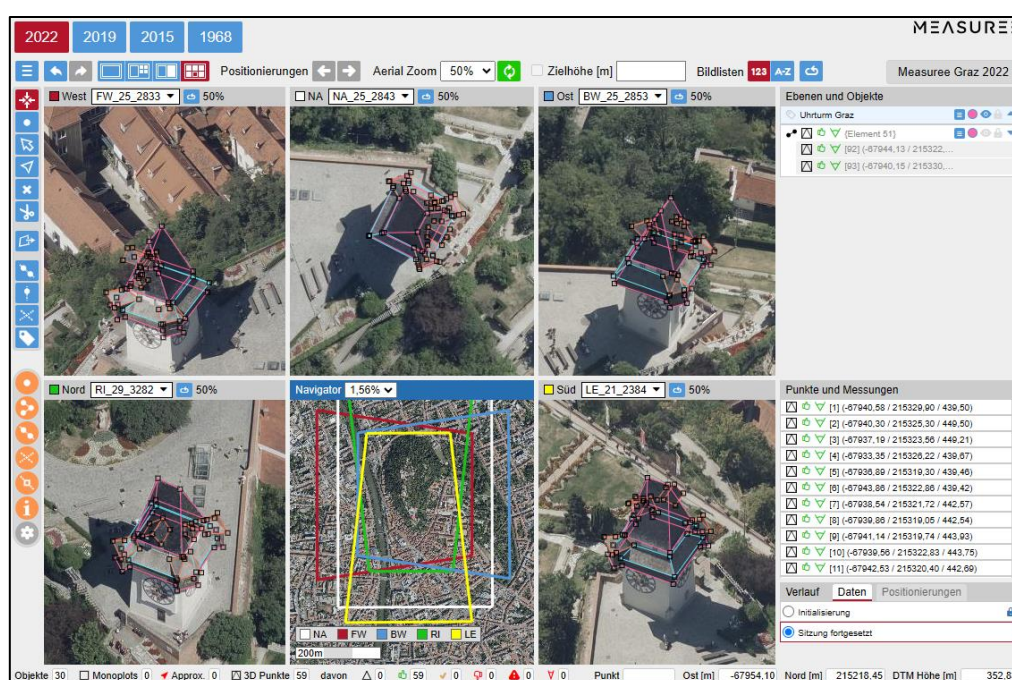 2022 2019 2015 1968
MEASUREE
Positionierungen Aerial Zoom 50% Zielhöhe [m] Bildlisten 123 A-Z Measuree Graz 2022
West FW_25_2833 50%
NA NA_25_2843 50%
Ost BW_25_2853 50%
Ebenen und Objekte
Uhrturm Graz
{Element 51}
[92] (-67944,13 / 215322,...
[93] (-67940,15 / 215330,...
Nord RI_29_3282 50%
Navigator 1,56%
NA FW BW RI LE
200m
Süd LE_21_2384 50%
Punkte und Messungen
[1] (-67940,58 / 215329,90 / 439,50)
[2] (-67940,30 / 215325,30 / 449,50)
[3] (-67937,19 / 215323,56 / 449,21)
[4] (-67933,35 / 215326,22 / 439,67)
[5] (-67936,89 / 215319,30 / 439,46)
[6] (-67943,86 / 215322,86 / 439,42)
[7] (-67938,54 / 215321,72 / 442,57)
[8] (-67939,86 / 215319,05 / 442,54)
[9] (-67941,14 / 215319,74 / 443,93)
[10] (-67939,56 / 215322,83 / 443,75)
[11] (-67942,53 / 215320,40 / 442,69)
Verlauf Daten Positionierungen
Initialisierung
Sitzung fortgesetzt
Objekte 30 Monoplots 0 Approx. 0 3D Punkte 59 davon 0 59 0 0 0 0 Punkt Ost [m] -67954,10 Nord [m] 215218,45 DTM Höhe [m] 352,8